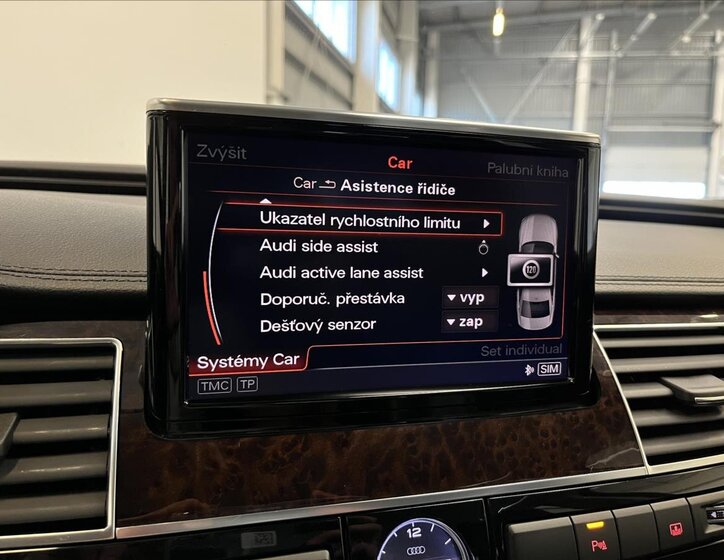 Zvýšit
Car
Palubní kniha
Car Asistence řidiče
Ukazatel rychlostního limitu
Audi side assist
Audi active lane assist
Doporuč. přestávka vyp
Dešťový senzor zap
120
Systémy Car
Set individual
TMC TP
SIM
12
P